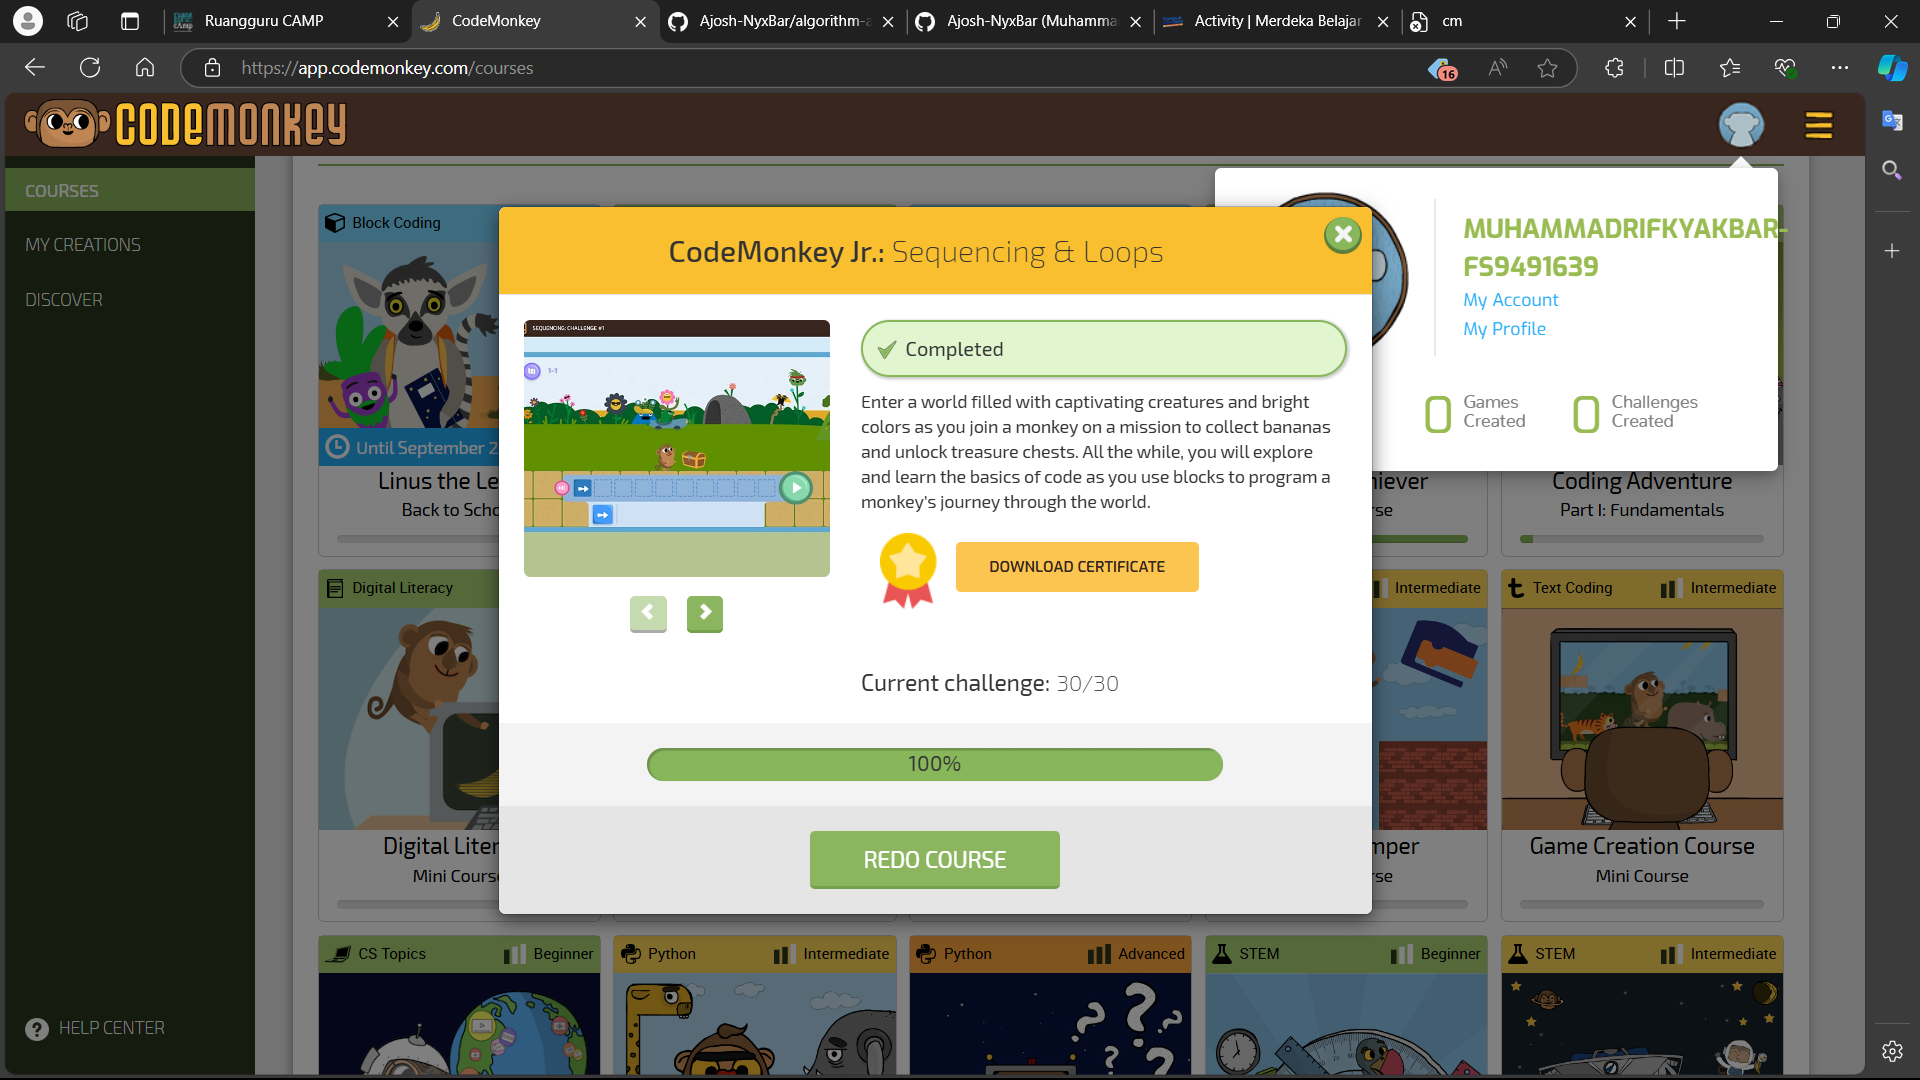 Ruangguru CAMP
CodeMonkey
Ajosh-NyxBar/algorithm-a
Ajosh-NyxBar (Muhamma
Activity | Merdeka Belajar
cm
https://app.codemonkey.com/courses
16
CODEMONKEY
COURSES
MY CREATIONS
DISCOVER
HELP CENTER
MUHAMMADRIFKYAKBAR-
FS9491639
My Account
My Profile
0 Games Created
0 Challenges Created
CodeMonkey Jr.: Sequencing & Loops
SEQUENCING: CHALLENGE #1
1-1
Completed
Enter a world filled with captivating creatures and bright
colors as you join a monkey on a mission to collect bananas
and unlock treasure chests. All the while, you will explore
and learn the basics of code as you use blocks to program a
monkey's journey through the world.
DOWNLOAD CERTIFICATE
Current challenge: 30/30
100%
REDO COURSE
Block Coding
Until September 2
Linus the Le
Back to Scho
hiever
rse
Coding Adventure
Part I: Fundamentals
Digital Literacy
Digital Liter
Mini Cours
Intermediate
mper
rse
Text Coding
Intermediate
Game Creation Course
Mini Course
CS Topics
Beginner
Python
Intermediate
Python
Advanced
STEM
Beginner
STEM
Intermediate